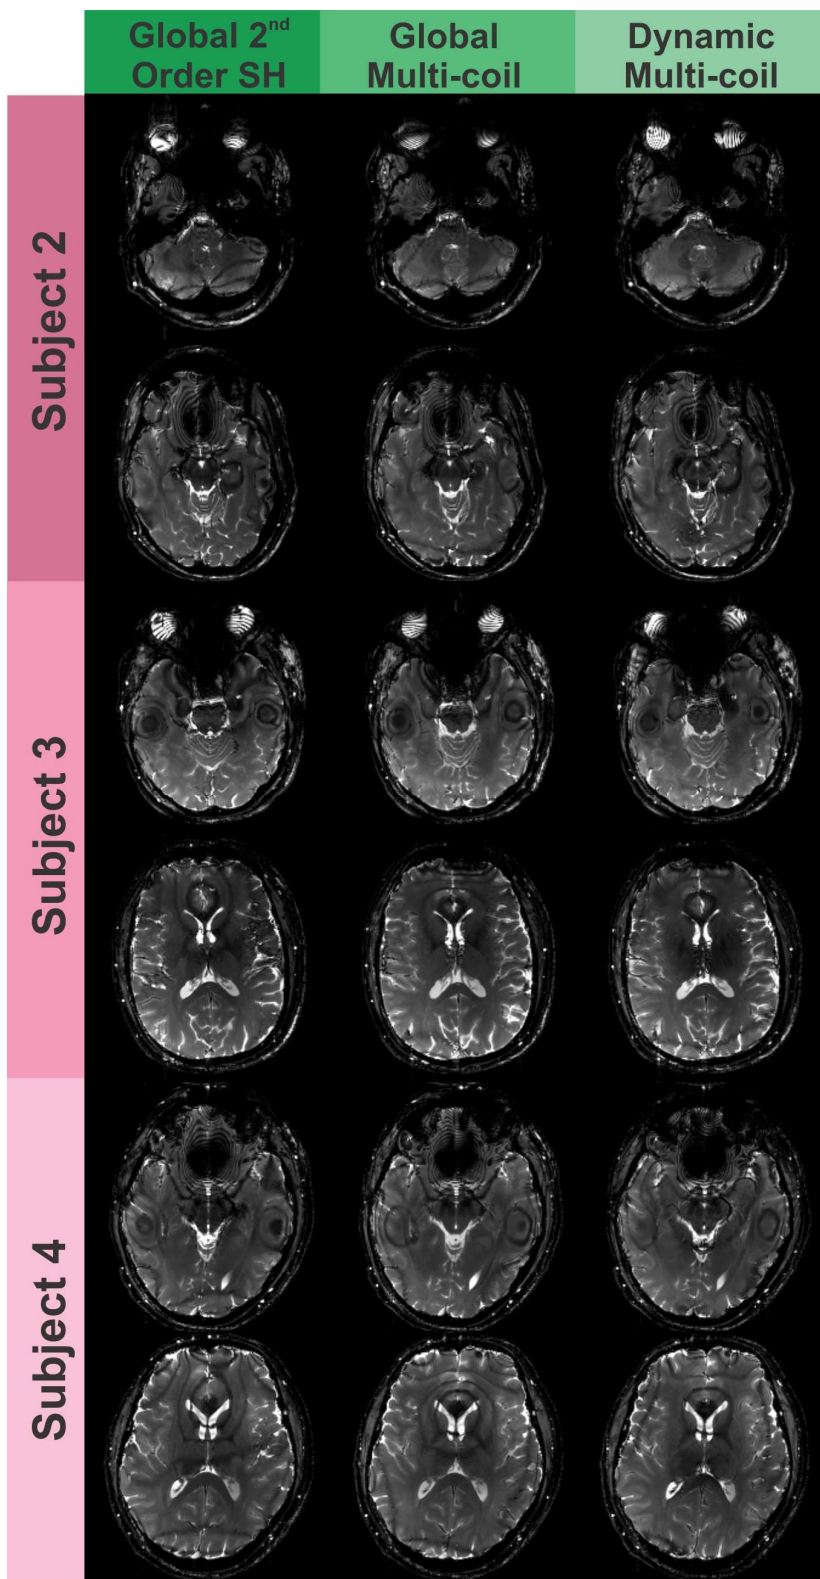 Global 2nd
Order SH
Global
Multi-coil
Dynamic
Multi-coil
Subject 2
Subject 3
Subject 4